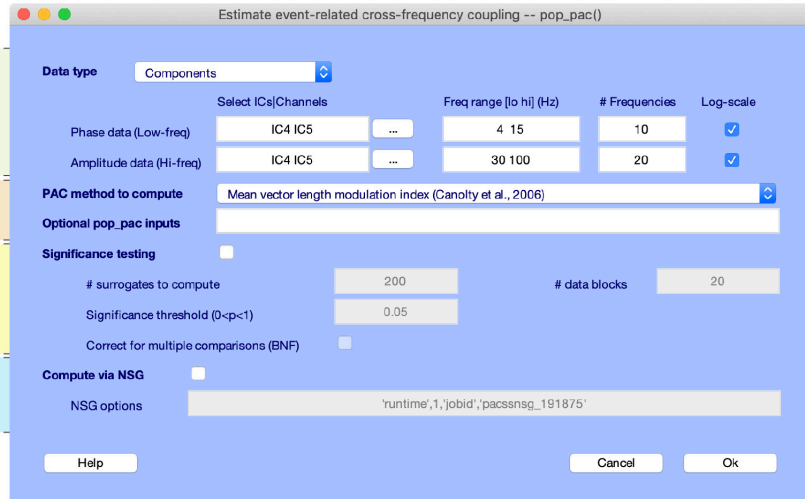 Estimate event-related cross-frequency coupling -- pop_pac()
Data type Components
Select ICs|Channels Freq range [lo hi] (Hz) # Frequencies Log-scale
Phase data (Low-freq) IC4 IC5 ... 4 15 10
Amplitude data (Hi-freq) IC4 IC5 ... 30 100 20
PAC method to compute Mean vector length modulation index (Canolty et al., 2006)
Optional pop_pac inputs
Significance testing
# surrogates to compute 200 # data blocks 20
Significance threshold (0<p<1) 0.05
Correct for multiple comparisons (BNF)
Compute via NSG
NSG options 'runtime',1,'jobid','pacssnsg_191875'
Help Cancel Ok